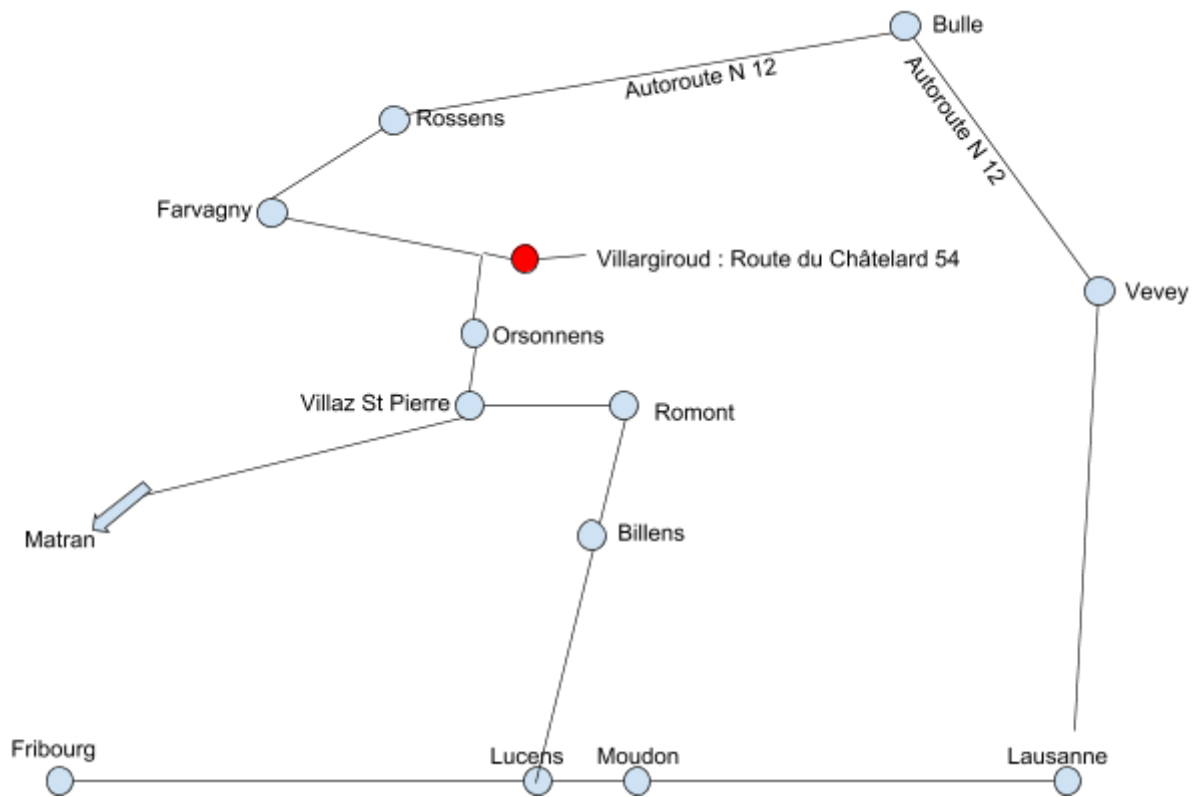 Bulle
Autoroute N 12
Autoroute N 12
Rossens
Farvagny
Villargiroud : Route du Châtelard 54
Vevey
Orsonnens
Villaz St Pierre
Romont
Billens
Matran
Fribourg
Lucens
Moudon
Lausanne